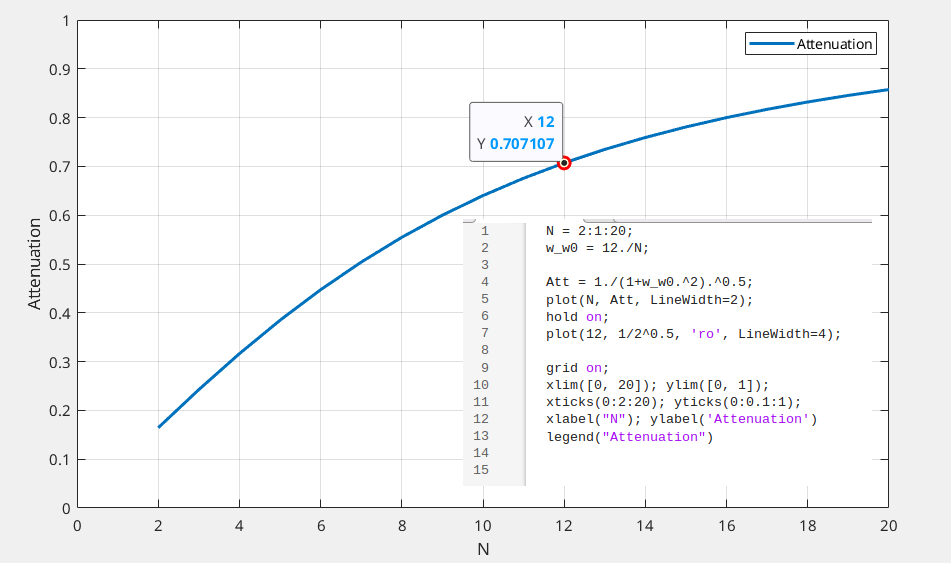 1
0.9
0.8
0.7
0.6
0.5
0.4
0.3
0.2
0.1
0
Attenuation
Attenuation
X 12
Y 0.707107
1 N = 2:1:20;
2 w_w0 = 12./N;
3
4 Att = 1./(1+w_w0.^2).^0.5;
5 plot(N, Att, LineWidth=2);
6 hold on;
7 plot(12, 1/2^0.5, 'ro', LineWidth=4);
8
9 grid on;
10 xlim([0, 20]); ylim([0, 1]);
11 xticks(0:2:20); yticks(0:0.1:1);
12 xlabel("N"); ylabel('Attenuation')
13 legend("Attenuation")
14
15
0 2 4 6 8 10 12 14 16 18 20
N